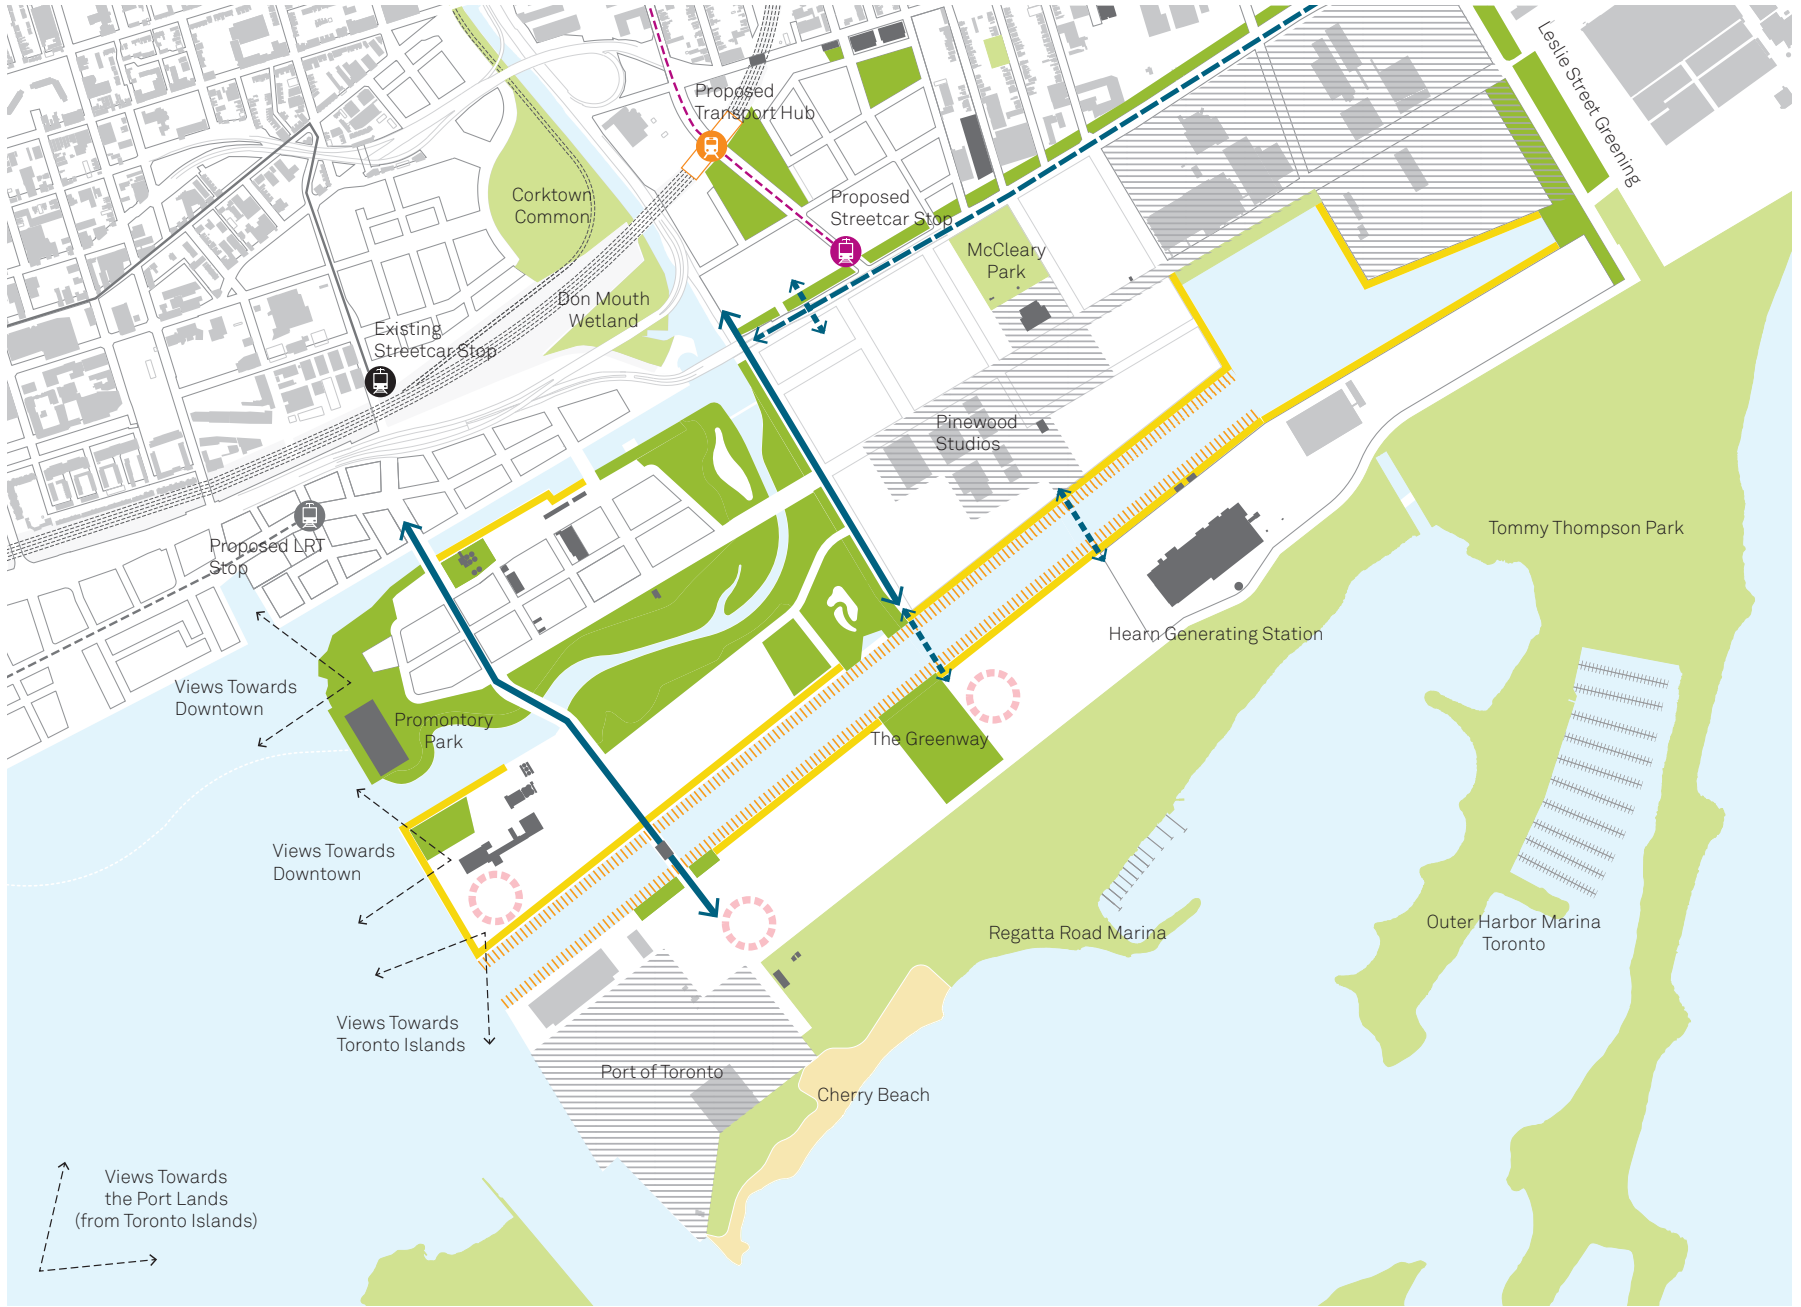 Leslie Street Greening
Proposed
Transport Hub
Corktown
Common
Proposed
Streetcar Stop
McCleary
Park
Don Mouth
Wetland
Existing
Streetcar Stop
Pinewood
Studios
Tommy Thompson Park
Proposed LRT
Stop
Hearn Generating Station
Views Towards
Downtown
Promontory
Park
The Greenway
Views Towards
Downtown
Regatta Road Marina
Outer Harbor Marina
Toronto
Views Towards
Toronto Islands
Port of Toronto
Cherry Beach
Views Towards
the Port Lands
(from Toronto Islands)